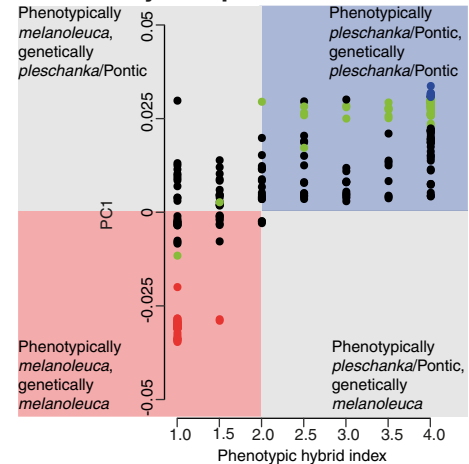 Phenotypically
melanoleuca,
genetically
pleschanka/Pontic
Phenotypically
pleschanka/Pontic,
genetically
pleschanka/Pontic
0.05
0.025
0
-0.025
-0.05
PC1
Phenotypically
melanoleuca,
genetically
melanoleuca
Phenotypically
pleschanka/Pontic,
genetically
melanoleuca
1.0 1.5 2.0 2.5 3.0 3.5 4.0
Phenotypic hybrid index